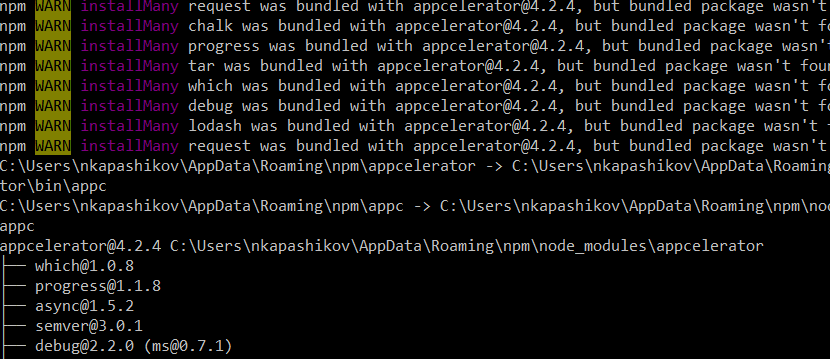 npm WARN installMany request was bundled with appcelerator@4.2.4, but bundled package wasn't
npm WARN installMany chalk was bundled with appcelerator@4.2.4, but bundled package wasn't fo
npm WARN installMany progress was bundled with appcelerator@4.2.4, but bundled package wasn't
npm WARN installMany tar was bundled with appcelerator@4.2.4, but bundled package wasn't foun
npm WARN installMany which was bundled with appcelerator@4.2.4, but bundled package wasn't fo
npm WARN installMany debug was bundled with appcelerator@4.2.4, but bundled package wasn't fo
npm WARN installMany lodash was bundled with appcelerator@4.2.4, but bundled package wasn't f
npm WARN installMany request was bundled with appcelerator@4.2.4, but bundled package wasn't
C:\Users\nkapashikov\AppData\Roaming\npm\appcelerator -> C:\Users\nkapashikov\AppData\Roaming
tor\bin\appc
C:\Users\nkapashikov\AppData\Roaming\npm\appc -> C:\Users\nkapashikov\AppData\Roaming\npm\nod
appc
appcelerator@4.2.4 C:\Users\nkapashikov\AppData\Roaming\npm\node_modules\appcelerator
├── which@1.0.8
├── progress@1.1.8
├── async@1.5.2
├── semver@3.0.1
├── debug@2.2.0 (ms@0.7.1)